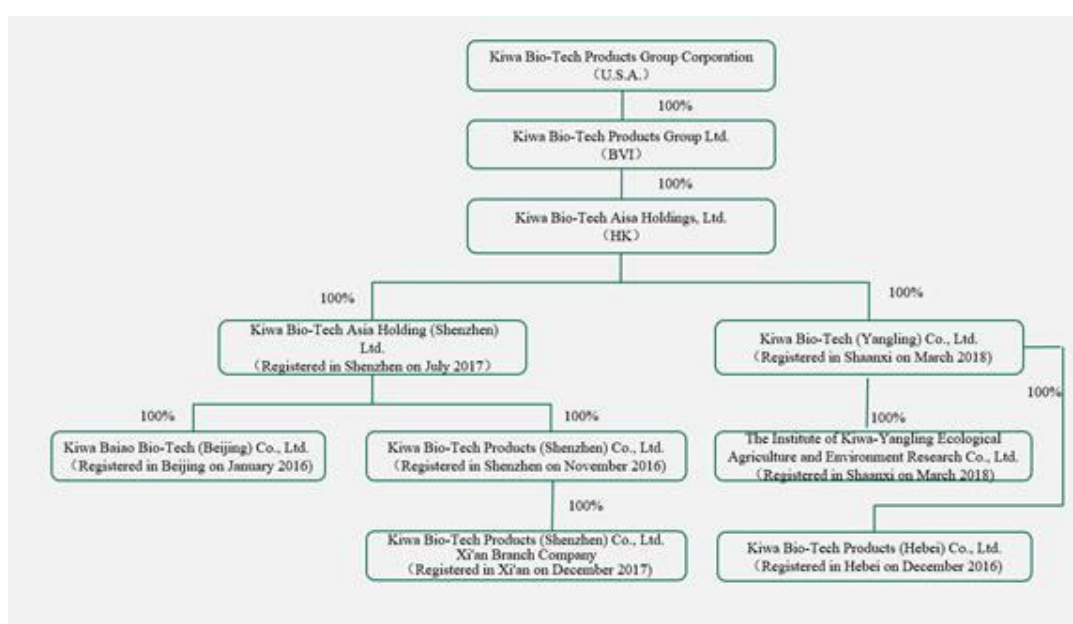 Kiwa Bio-Tech Products Group Corporation
（U.S.A.）
100%
Kiwa Bio-Tech Products Group Ltd.
（BVI）
100%
Kiwa Bio-Tech Aisa Holdings, Ltd.
（HK）
100%
100%
Kiwa Bio-Tech Asia Holding (Shenzhen)
Ltd.
（Registered in Shenzhen on July 2017）
Kiwa Bio-Tech (Yangling) Co., Ltd.
（Registered in Shaanxi on March 2018)
100%
100%
100%
100%
Kiwa Baiao Bio-Tech (Beijing) Co., Ltd.
（Registered in Beijing on January 2016)
Kiwa Bio-Tech Products (Shenzhen) Co., Ltd.
（Registered in Shenzhen on November 2016)
The Institute of Kiwa-Yangling Ecological
Agriculture and Environment Research Co., Ltd.
（Registered in Shaanxi on March 2018)
100%
Kiwa Bio-Tech Products (Shenzhen) Co., Ltd.
Xi'an Branch Company
（Registered in Xi'an on December 2017)
Kiwa Bio-Tech Products (Hebei) Co., Ltd.
（Registered in Hebei on December 2016)